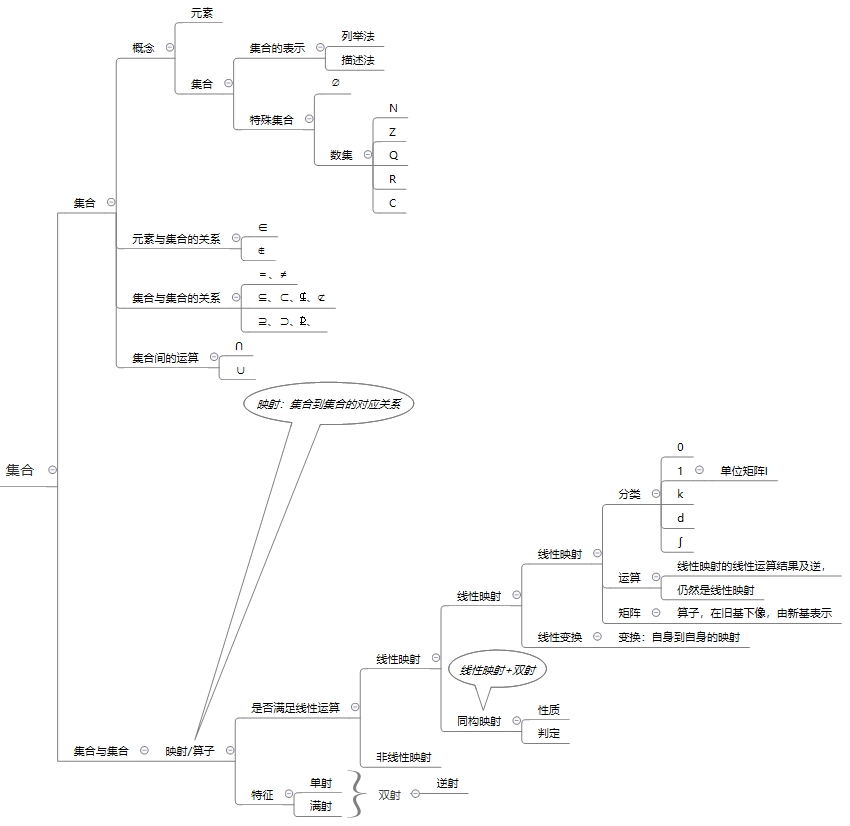 元素
概念
集合的表示
列举法
描述法
集合
∅
特殊集合
N
Z
数集
Q
R
C
集合
元素与集合的关系
∈
∉
=、≠
集合与集合的关系
⊆、⊂、⊈、⊄
⊇、⊃、⊉、
集合间的运算
∩
∪
映射：集合到集合的对应关系
集合
0
1
单位矩阵I
分类
k
d
∫
线性映射
线性映射的线性运算结果及逆，
运算
仍然是线性映射
线性映射
矩阵
算子，在旧基下像，由新基表示
线性变换
变换：自身到自身的映射
线性映射
线性映射+双射
是否满足线性运算
同构映射
性质
判定
集合与集合
映射/算子
非线性映射
特征
单射
满射
双射
逆射